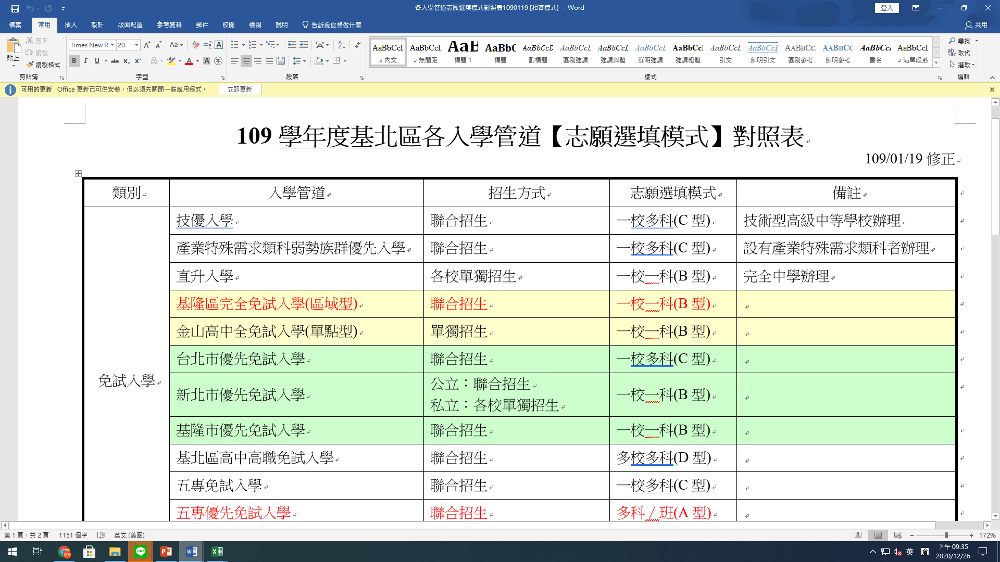 各入學管道志願選填模式對照表1090119 [相容模式] - Word
登入
檔案 常用 插入 設計 版面配置 參考資料 郵件 校閱 檢視 說明 告訴我您想做什麼
共用
貼上
剪下
複製
複製格式
剪貼簿
Times New R 20
字型
段落
AaBbCcI AaBbCcI AaB AaBbC AaBbCcD AaBbCcL AaBbCcL AaBbCcL AaBbCcI AaBbCcL AaBbCcL AABBCC AABBCC AaBbCcL AaBbCcI
內文 無間距 標題 1 標題 副標題 區別強調 強調斜體 鮮明強調 強調粗體 引文 鮮明引文 區別參考 鮮明參考 書名 清單段落
樣式
尋找
取代
選取
編輯
可用的更新 Office 更新已可供安裝，但必須先關閉一些應用程式。 立即更新
109 學年度基北區各入學管道【志願選填模式】對照表
109/01/19 修正
類別 入學管道 招生方式 志願選填模式 備註
免試入學
技優入學 聯合招生 一校多科(C 型) 技術型高級中等學校辦理
產業特殊需求類科弱勢族群優先入學 聯合招生 一校多科(C 型) 設有產業特殊需求類科者辦理
直升入學 各校單獨招生 一校一科(B 型) 完全中學辦理
基隆區完全免試入學(區域型) 聯合招生 一校一科(B 型)
金山高中全免試入學(單點型) 單獨招生 一校一科(B 型)
台北市優先免試入學 聯合招生 一校多科(C 型)
新北市優先免試入學 公立：聯合招生 一校一科(B 型)
私立：各校單獨招生
基隆市優先免試入學 聯合招生 一校一科(B 型)
基北區高中高職免試入學 聯合招生 多校多科(D 型)
五專免試入學 聯合招生 一校多科(C 型)
五專優先免試入學 聯合招生 多科／班(A 型)
第 1 頁，共 2 頁 1151 個字 英文 (美國)
172%
英
下午 09:35
2020/12/26